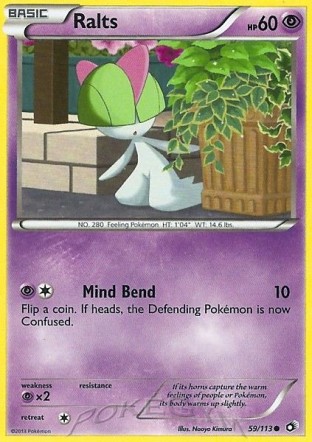 BASIC
Ralts
HP60
NO. 280 Feeling Pokémon HT: 1'04" WT: 14.6 lbs.
Mind Bend 10
Flip a coin. If heads, the Defending Pokémon is now
Confused.
weakness
resistance
×2
retreat
If its horns capture the warm
feelings of people or Pokémon,
its body warms up slightly.
POKÉ
©2013 Pokémon
Illus. Naoyo Kimura
59/113